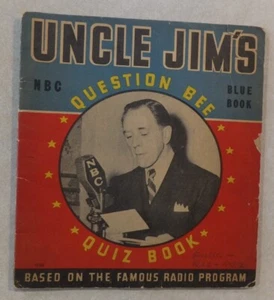 UNCLE JIM'S
NBC
BLUE
BOOK
QUESTION BEE
NBC
QUIZ BOOK
BASED ON THE FAMOUS RADIO PROGRAM